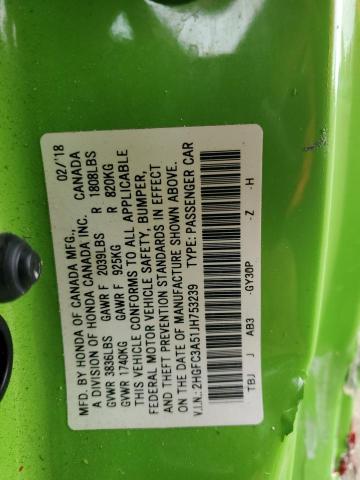 MFD. BY HONDA OF CANADA MFG., 02/'18
A DIVISION OF HONDA CANADA INC. CANADA
GVWR 3836LBS GAWR F 2039LBS R 1808LBS
GVWR 1740KG GAWR F 925KG R 820KG
THIS VEHICLE CONFORMS TO ALL APPLICABLE
FEDERAL MOTOR VEHICLE SAFETY, BUMPER,
AND THEFT PREVENTION STANDARDS IN EFFECT
ON THE DATE OF MANUFACTURE SHOWN ABOVE.
V.I.N.: 2HGFC3A51JH753239 TYPE: PASSENGER CAR
TBJ J AB3 -GY30P -Z -H